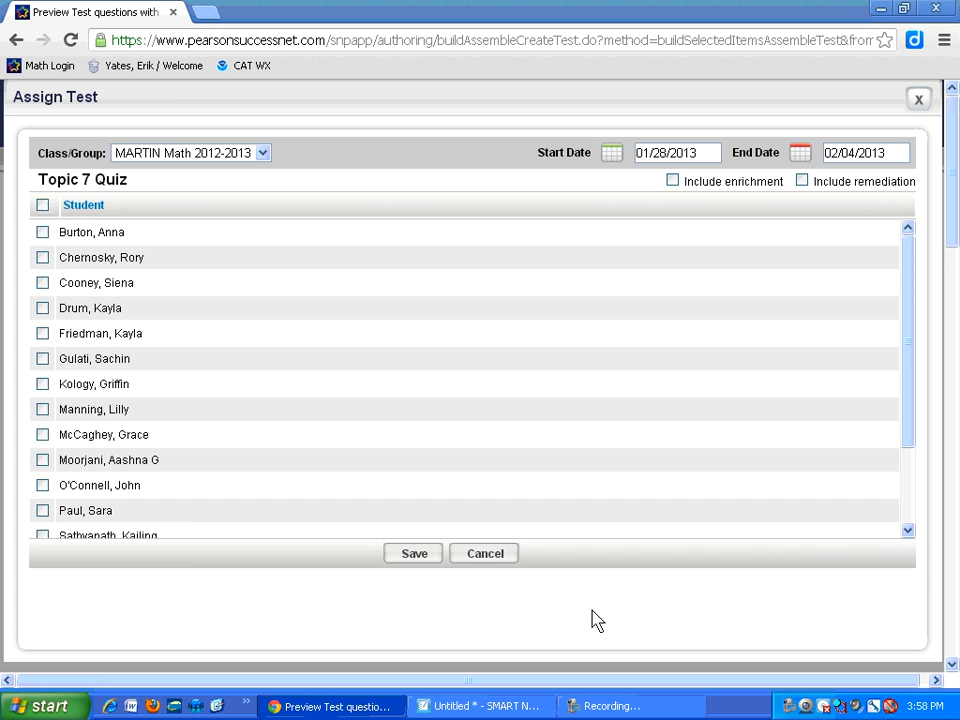 Preview Test questions with
https://www.pearsonsuccessnet.com/snpapp/authoring/buildAssembleCreateTest.do?method=buildSelectedItemsAssembleTest&from
Math Login Yates, Erik / Welcome CAT WX
Assign Test
x
Class/Group: MARTIN Math 2012-2013 Start Date 01/28/2013 End Date 02/04/2013
Topic 7 Quiz Include enrichment Include remediation
Student
Burton, Anna
Chernosky, Rory
Cooney, Siena
Drum, Kayla
Friedman, Kayla
Gulati, Sachin
Kology, Griffin
Manning, Lilly
McCaghey, Grace
Moorjani, Aashna G
O'Connell, John
Paul, Sara
Sathyanath, Kailing
Save Cancel
start Preview Test questio... Untitled * - SMART N... Recording... 3:58 PM